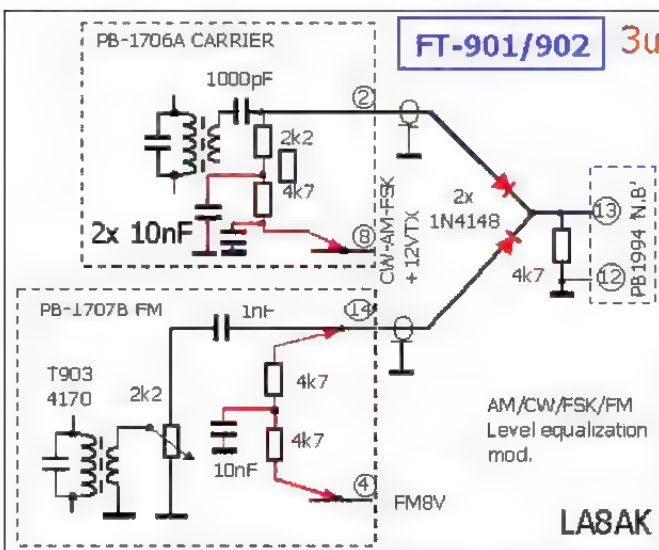 PB-1706A CARRIER
FT-901/902
3u
1000pF
2
2k2
4k7
2x 10nF
8
CW-AM-FSK
+12VTX
2x
1N4148
13
4k7
12
PB1994 'N.B'
PB-1707B FM
1nF
14
T903
4170
2k2
4k7
4k7
10nF
4
FM8V
AM/CW/FSK/FM
Level equalization
mod.
LA8AK